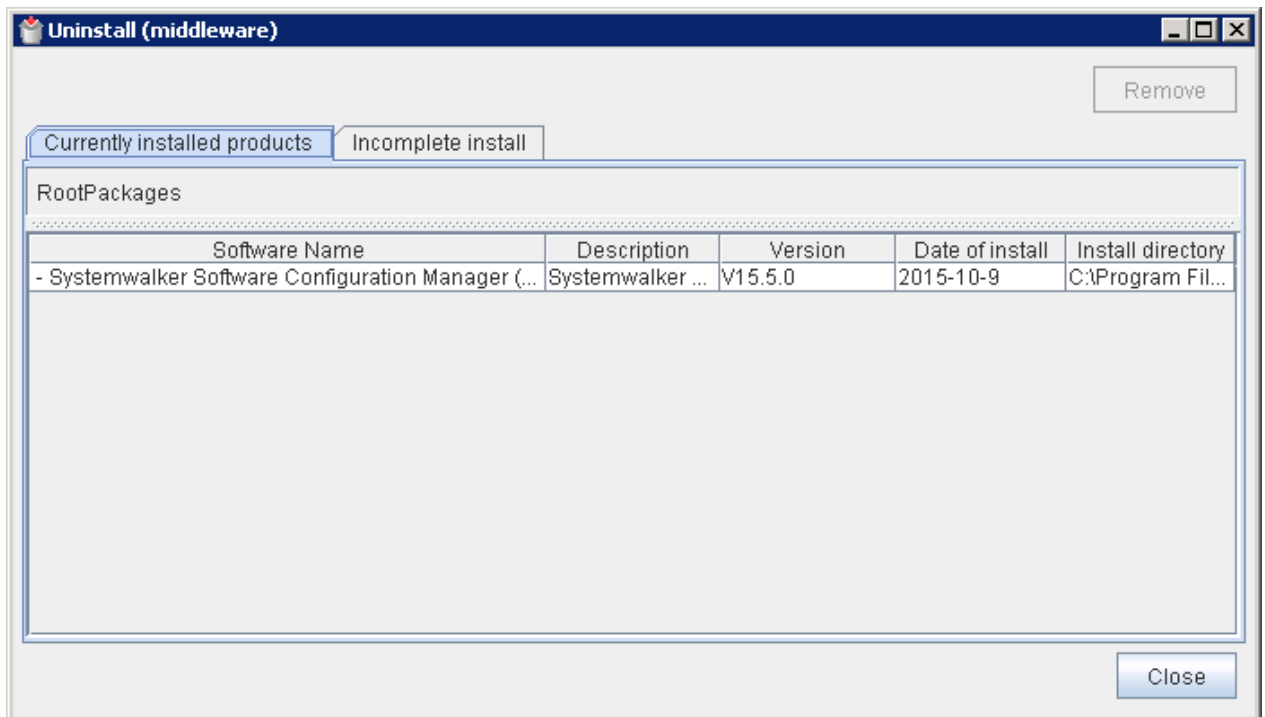 Uninstall (middleware)
Remove
Currently installed products Incomplete install
RootPackages
Software Name Description Version Date of install Install directory
- Systemwalker Software Configuration Manager (... Systemwalker ... V15.5.0 2015-10-9 C:\Program Fil...
Close